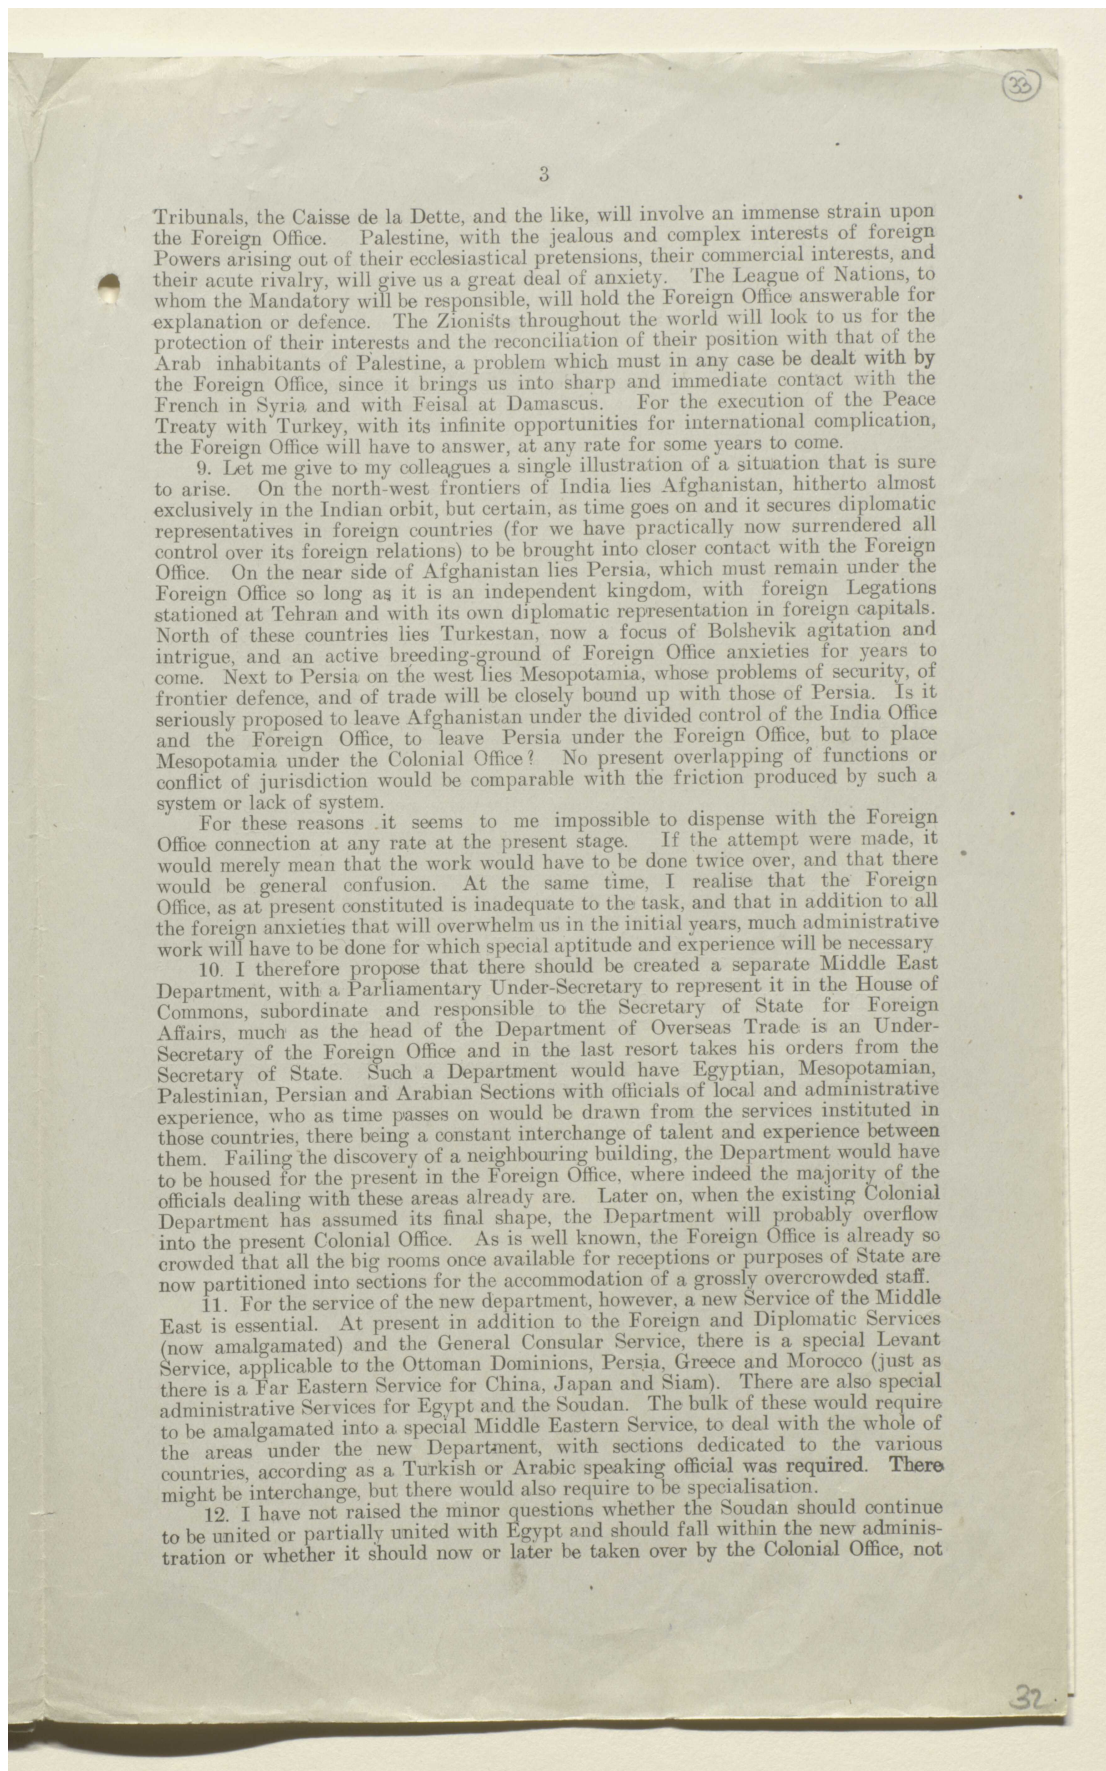 33
3
Tribunals, the Caisse de la Dette, and the like, will involve an immense strain upon
the Foreign Office. Palestine, with the jealous and complex interests of foreign
Powers arising out of their ecclesiastical pretensions, their commercial interests, and
their acute rivalry, will give us a great deal of anxiety. The League of Nations, to
whom the Mandatory will be responsible, will hold the Foreign Office answerable for
explanation or defence. The Zionists throughout the world will look to us for the
protection of their interests and the reconciliation of their position with that of the
Arab inhabitants of Palestine, a problem which must in any case be dealt with by
the Foreign Office, since it brings us into sharp and immediate contact with the
French in Syria and with Feisal at Damascus. For the execution of the Peace
Treaty with Turkey, with its infinite opportunities for international complication,
the Foreign Office will have to answer, at any rate for some years to come.
9. Let me give to my colleagues a single illustration of a situation that is sure
to arise. On the north-west frontiers of India lies Afghanistan, hitherto almost
exclusively in the Indian orbit, but certain, as time goes on and it secures diplomatic
representatives in foreign countries (for we have practically now surrendered all
control over its foreign relations) to be brought into closer contact with the Foreign
Office. On the near side of Afghanistan lies Persia, which must remain under the
Foreign Office so long as it is an independent kingdom, with foreign Legations
stationed at Tehran and with its own diplomatic representation in foreign capitals.
North of these countries lies Turkestan, now a focus of Bolshevik agitation and
intrigue, and an active breeding-ground of Foreign Office anxieties for years to
come. Next to Persia on the west lies Mesopotamia, whose problems of security, of
frontier defence, and of trade will be closely bound up with those of Persia. Is it
seriously proposed to leave Afghanistan under the divided control of the India Office
and the Foreign Office, to leave Persia under the Foreign Office, but to place
Mesopotamia under the Colonial Office? No present overlapping of functions or
conflict of jurisdiction would be comparable with the friction produced by such a
system or lack of system.
For these reasons it seems to me impossible to dispense with the Foreign
Office connection at any rate at the present stage. If the attempt were made, it
would merely mean that the work would have to be done twice over, and that there
would be general confusion. At the same time, I realise that the Foreign
Office, as at present constituted is inadequate to the task, and that in addition to all
the foreign anxieties that will overwhelm us in the initial years, much administrative
work will have to be done for which special aptitude and experience will be necessary
10. I therefore propose that there should be created a separate Middle East
Department, with a Parliamentary Under-Secretary to represent it in the House of
Commons, subordinate and responsible to the Secretary of State for Foreign
Affairs, much as the head of the Department of Overseas Trade is an Under-
Secretary of the Foreign Office and in the last resort takes his orders from the
Secretary of State. Such a Department would have Egyptian, Mesopotamian,
Palestinian, Persian and Arabian Sections with officials of local and administrative
experience, who as time passes on would be drawn from the services instituted in
those countries, there being a constant interchange of talent and experience between
them. Failing the discovery of a neighbouring building, the Department would have
to be housed for the present in the Foreign Office, where indeed the majority of the
officials dealing with these areas already are. Later on, when the existing Colonial
Department has assumed its final shape, the Department will probably overflow
into the present Colonial Office. As is well known, the Foreign Office is already so
crowded that all the big rooms once available for receptions or purposes of State are
now partitioned into sections for the accommodation of a grossly overcrowded staff.
11. For the service of the new department, however, a new Service of the Middle
East is essential. At present in addition to the Foreign and Diplomatic Services
(now amalgamated) and the General Consular Service, there is a special Levant
Service, applicable to the Ottoman Dominions, Persia, Greece and Morocco (just as
there is a Far Eastern Service for China, Japan and Siam). There are also special
administrative Services for Egypt and the Soudan. The bulk of these would require
to be amalgamated into a special Middle Eastern Service, to deal with the whole of
the areas under the new Department, with sections dedicated to the various
countries, according as a Turkish or Arabic speaking official was required. There
might be interchange, but there would also require to be specialisation.
12. I have not raised the minor questions whether the Soudan should continue
to be united or partially united with Egypt and should fall within the new adminis-
tration or whether it should now or later be taken over by the Colonial Office, not
32